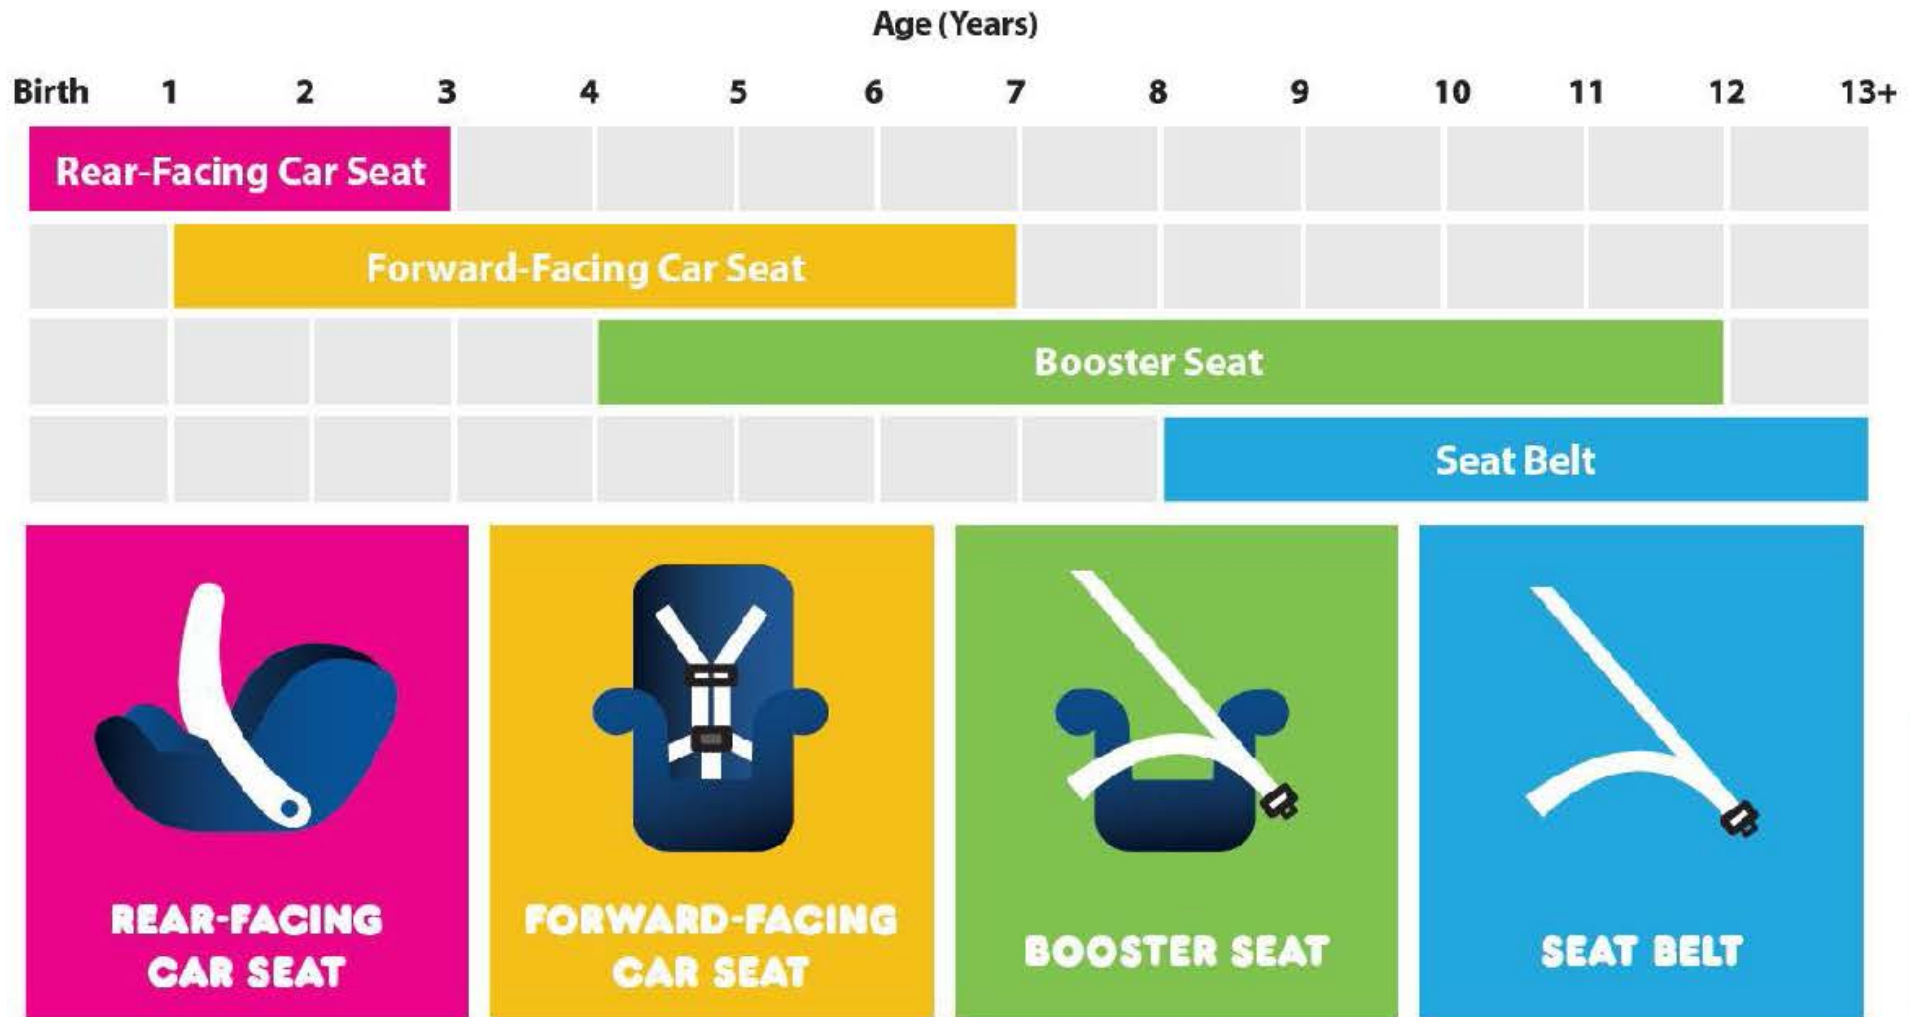 Age (Years)
Birth 1 2 3 4 5 6 7 8 9 10 11 12 13+
Rear-Facing Car Seat
Forward-Facing Car Seat
Booster Seat
Seat Belt
REAR-FACING
CAR SEAT
FORWARD-FACING
CAR SEAT
BOOSTER SEAT
SEAT BELT